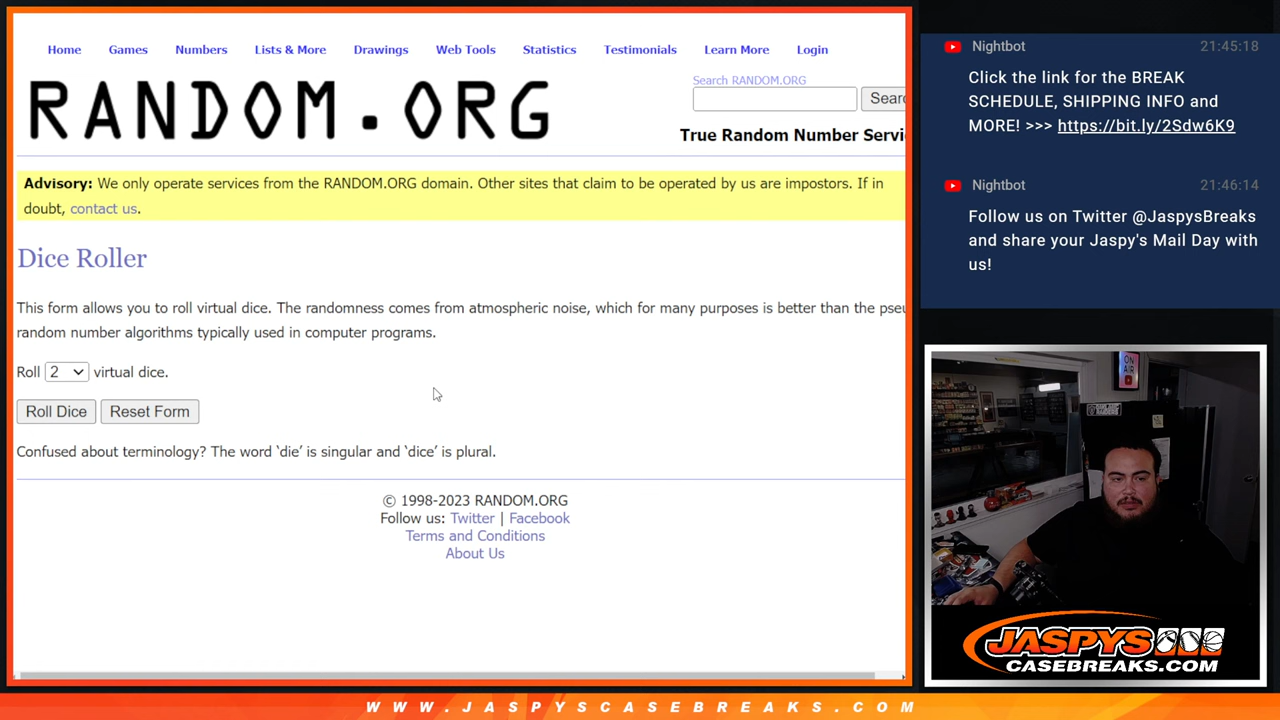 Home Games Numbers Lists & More Drawings Web Tools Statistics Testimonials Learn More Login
RANDOM.ORG
Search RANDOM.ORG
Searc
True Random Number Servi
Advisory: We only operate services from the RANDOM.ORG domain. Other sites that claim to be operated by us are impostors. If in
doubt, contact us.
Dice Roller
This form allows you to roll virtual dice. The randomness comes from atmospheric noise, which for many purposes is better than the pseu
random number algorithms typically used in computer programs.
Roll 2 virtual dice.
Roll Dice Reset Form
Confused about terminology? The word ‘die’ is singular and ‘dice’ is plural.
© 1998-2023 RANDOM.ORG
Follow us: Twitter | Facebook
Terms and Conditions
About Us
Nightbot 21:45:18
Click the link for the BREAK
SCHEDULE, SHIPPING INFO and
MORE! >>> https://bit.ly/2Sdw6K9
Nightbot 21:46:14
Follow us on Twitter @JaspysBreaks
and share your Jaspy's Mail Day with
us!
ON
AIR
JASPYS
CASEBREAKS.COM
WWW.JASPYSCASEBREAKS.COM